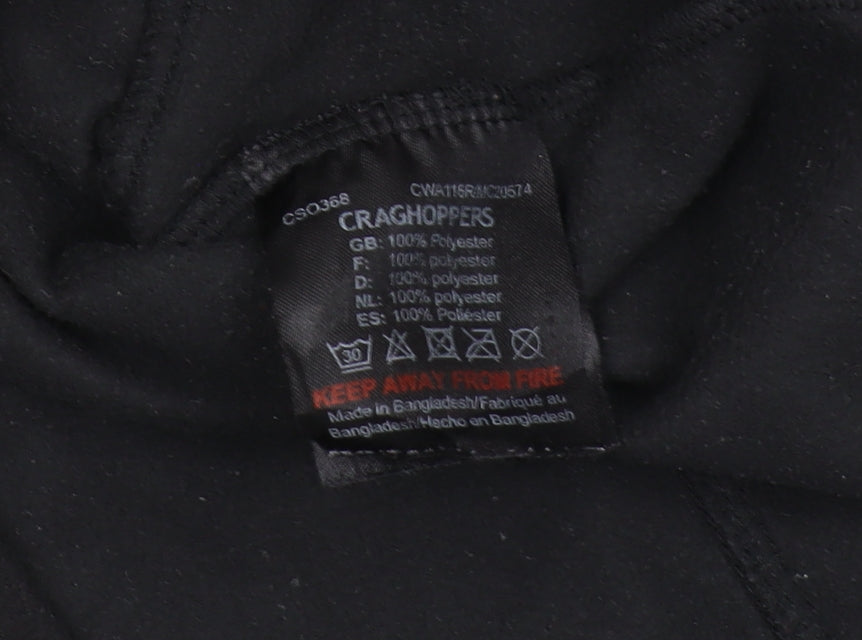 CSO368
CWA116R/MC20574
CRAGHOPPERS
GB: 100% Polyester
F: 100% polyester
D: 100% polyester
NL: 100% polyester
ES: 100% Poliéster
30
KEEP AWAY FROM FIRE
Made in Bangladesh/Fabriqué au
Bangladesh/Hecho en Bangladesh